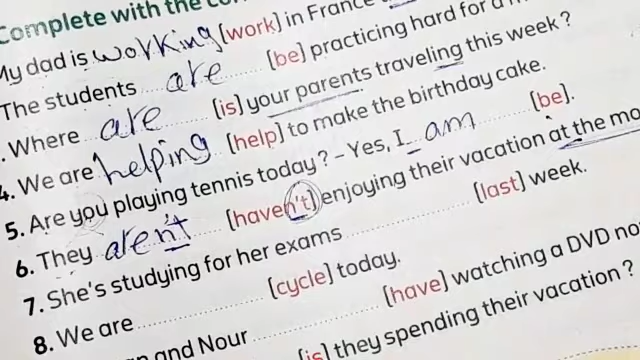 Complete with the
My dad is working [work] in France
The students are [be] practicing hard for a
. Where are [is] your parents traveling this week?
4. We are helping [help] to make the birthday cake.
5. Are you playing tennis today? – Yes, I am [be].
6. They aren't [haven't] enjoying their vacation at the mo
7. She's studying for her exams [last] week.
8. We are [cycle] today.
and Nour [have] watching a DVD no
[is] they spending their vacation?